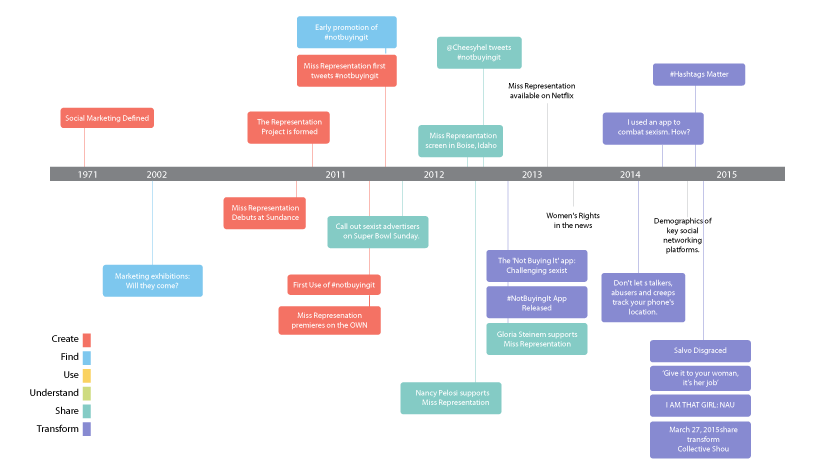 Early promotion of
#notbuyingit
Miss Representation first
tweets #notbuyingit
@Cheesyhel tweets
#notbuyingit
Miss Representation
available on Netflix
#Hashtags Matter
Social Marketing Defined
The Representation
Project is formed
Miss Representation
screen in Boise, Idaho
I used an app to
combat sexism. How?
1971 2002 2011 2012 2013 2014 2015
Miss Representation
Debuts at Sundance
Call out sexist advertisers
on Super Bowl Sunday.
Women's Rights
in the news
Demographics of
key social
networking
platforms.
Marketing exhibitions:
Will they come?
First Use of #notbuyingit
Miss Represenation
premieres on the OWN
The 'Not Buying It' app:
Challenging sexist
#NotBuyingIt App
Released
Gloria Steinem supports
Miss Representation
Don't let s talkers,
abusers and creeps
track your phone's
location.
Nancy Pelosi supports
Miss Representation
Salvo Disgraced
'Give it to your woman,
it's her job'
I AM THAT GIRL: NAU
March 27, 2015share
transform
Collective Shou
Create
Find
Use
Understand
Share
Transform